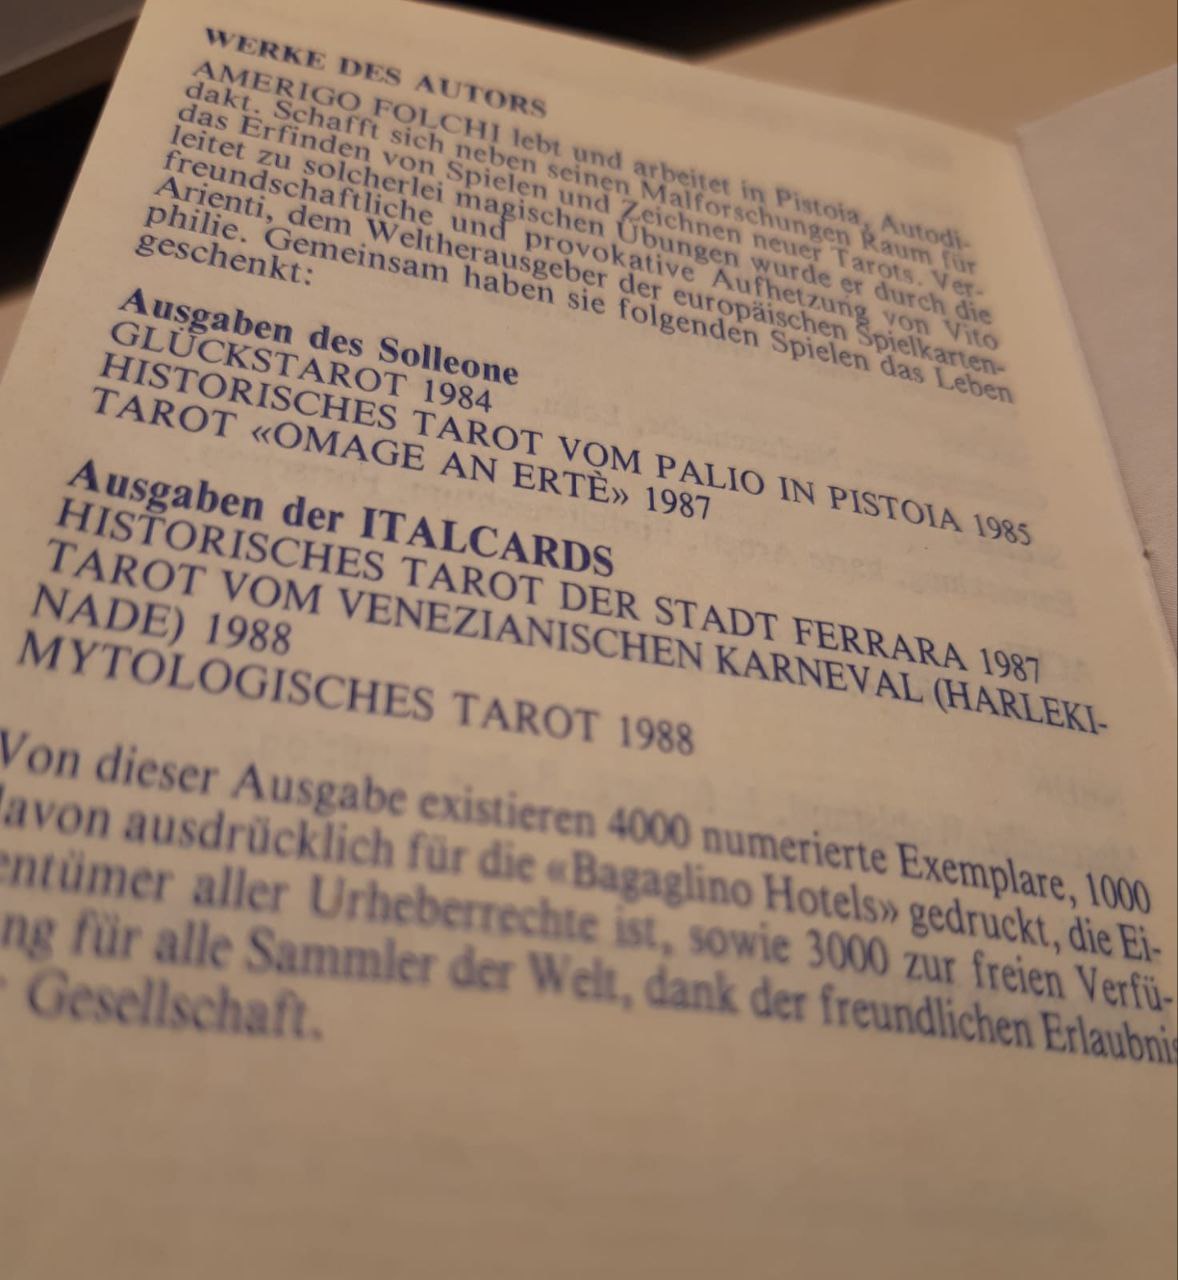 WERKE DES AUTORS
AMERIGO FOLCHI lebt und arbeitet in Pistoia, Autodi-
dakt. Schafft sich neben seinen Malforschungen Raum für
das Erfinden von Spielen und Zeichnen neuer Tarots. Ver-
leitet zu solcherlei magischen Übungen wurde er durch die
freundschaftliche und provokative Aufhetzung von Vito
Arienti, dem Weltherausgeber der europäischen Spielkarten-
philie. Gemeinsam haben sie folgenden Spielen das Leben
geschenkt:
Ausgaben des Solleone
GLÜCKSTAROT 1984
HISTORISCHES TAROT VOM PALIO IN PISTOIA 1985
TAROT «OMAGE AN ERTÈ» 1987
Ausgaben der ITALCARDS
HISTORISCHES TAROT DER STADT FERRARA 1987
TAROT VOM VENEZIANISCHEN KARNEVAL (HARLEKI-
NADE) 1988
MYTOLOGISCHES TAROT 1988
Von dieser Ausgabe existieren 4000 numerierte Exemplare, 1000
davon ausdrücklich für die «Bagaglino Hotels» gedruckt, die Ei-
entümer aller Urheberrechte ist, sowie 3000 zur freien Verfü-
ng für alle Sammler der Welt, dank der freundlichen Erlaubnis
Gesellschaft.